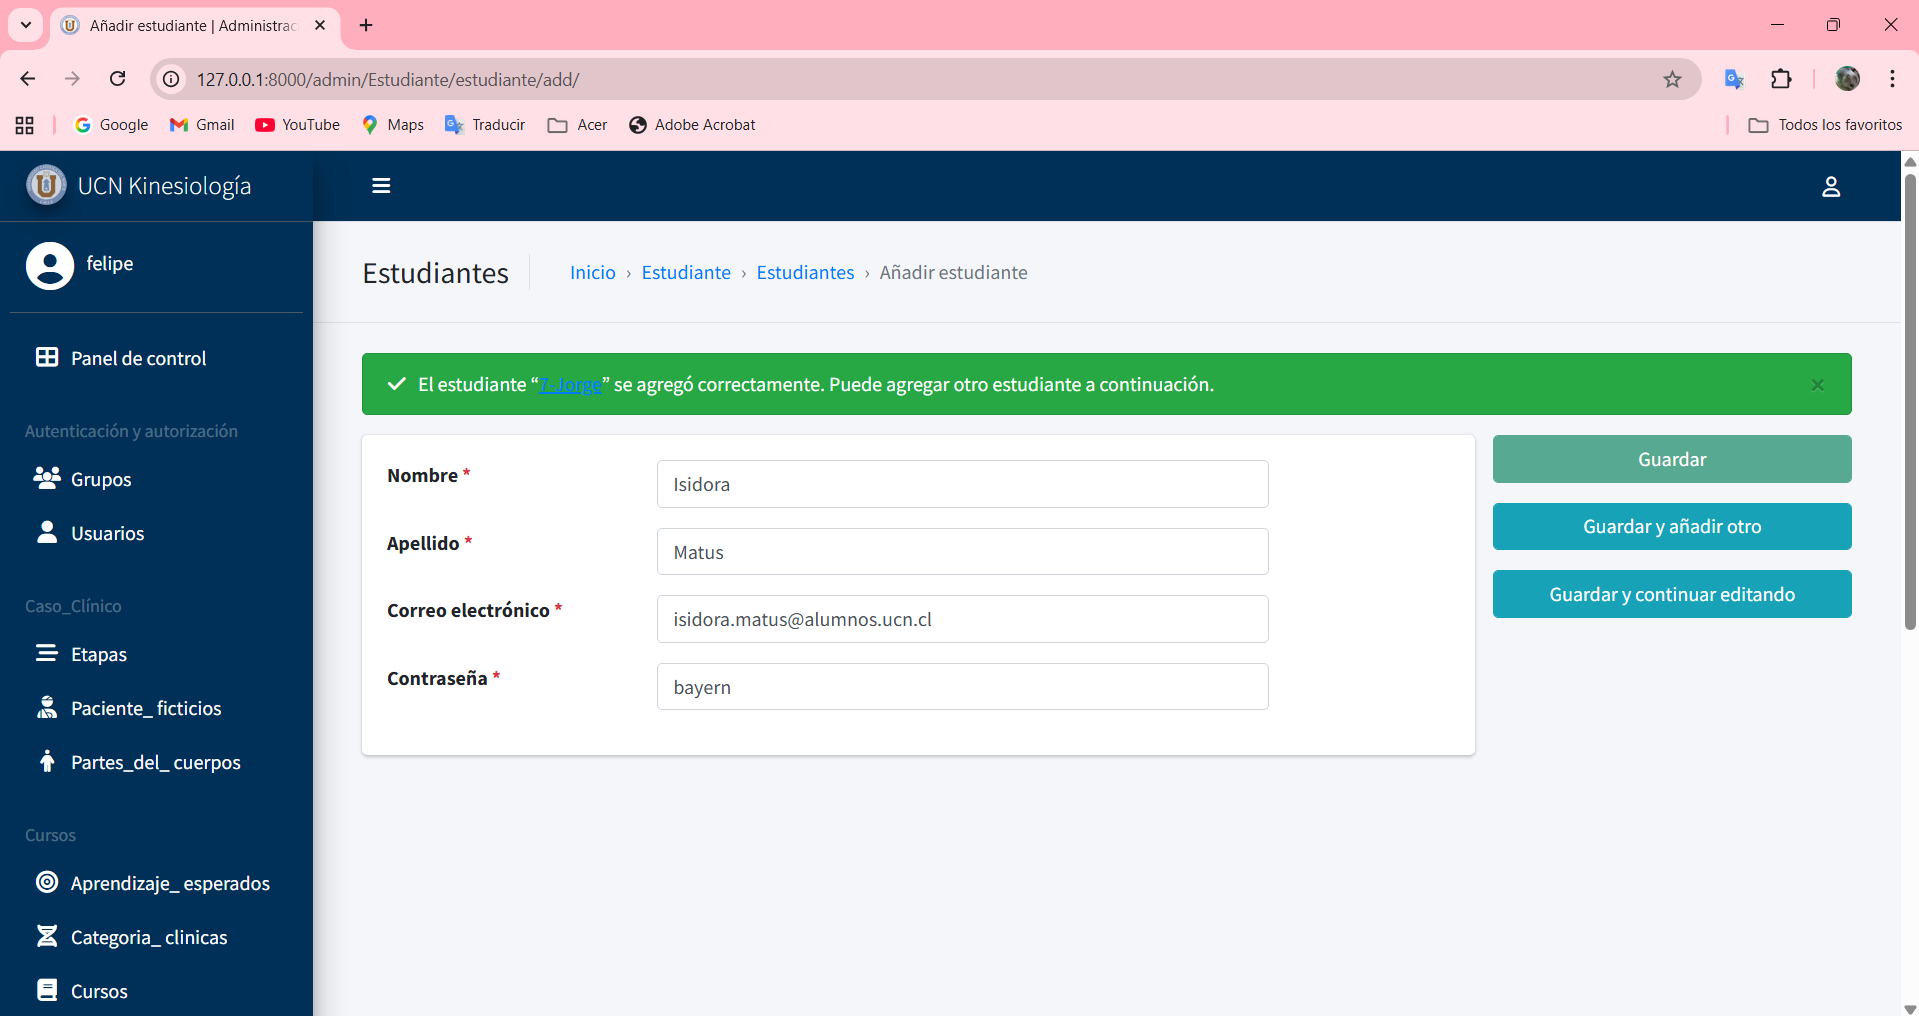 Añadir estudiante | Administrac
127.0.0.1:8000/admin/Estudiante/estudiante/add/
Google Gmail YouTube Maps Traducir Acer Adobe Acrobat Todos los favoritos
UCN Kinesiología
felipe
Panel de control
Autenticación y autorización
Grupos
Usuarios
Caso_Clínico
Etapas
Paciente_ ficticios
Partes_del_ cuerpos
Cursos
Aprendizaje_ esperados
Categoria_ clinicas
Cursos
Estudiantes
Inicio › Estudiante › Estudiantes › Añadir estudiante
El estudiante “7-Jorge” se agregó correctamente. Puede agregar otro estudiante a continuación.
Nombre * Isidora
Apellido * Matus
Correo electrónico * isidora.matus@alumnos.ucn.cl
Contraseña * bayern
Guardar
Guardar y añadir otro
Guardar y continuar editando